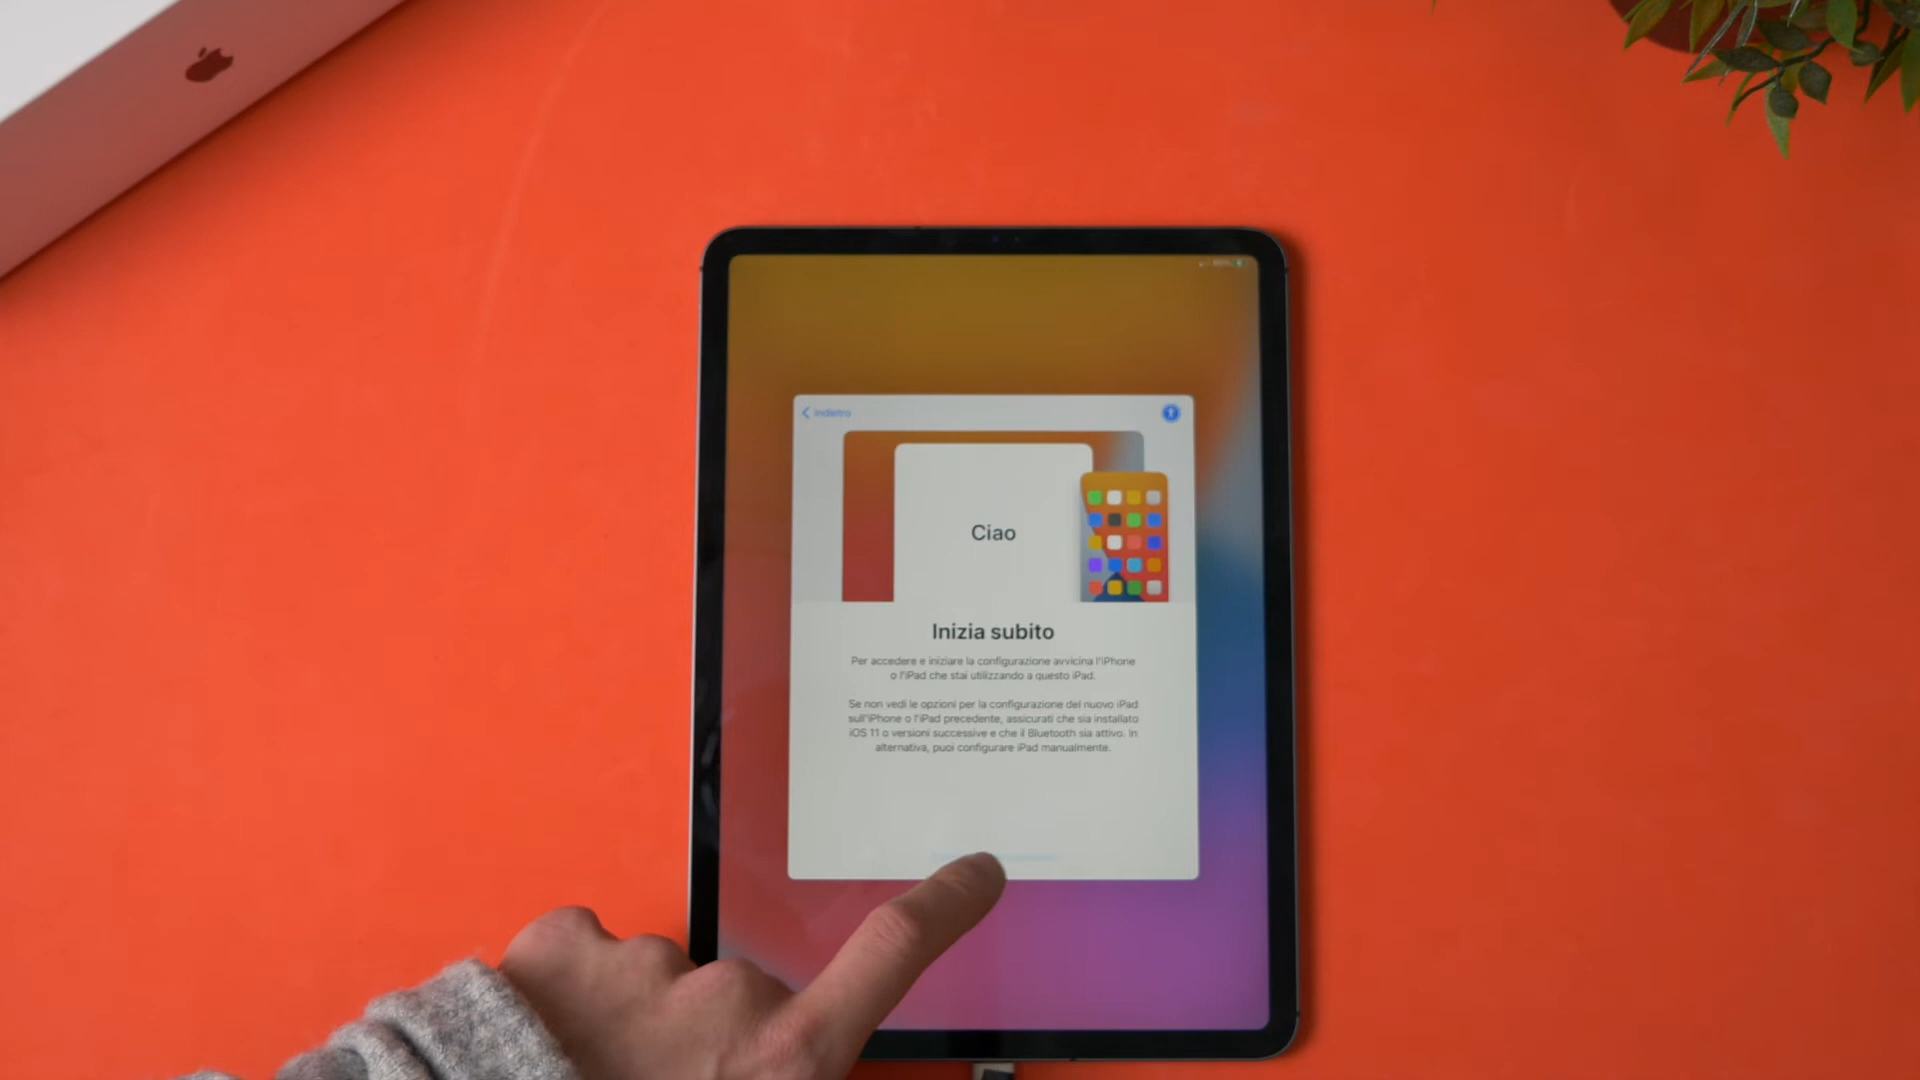 Indietro
Ciao
Inizia subito
Per accedere e iniziare la configurazione avvicina l'iPhone
o l'iPad che stai utilizzando a questo iPad.
Se non vedi le opzioni per la configurazione del nuovo iPad
sull'iPhone o l'iPad precedente, assicurati che sia installato
iOS 11 o versioni successive e che il Bluetooth sia attivo. In
alternativa, puoi configurare iPad manualmente.